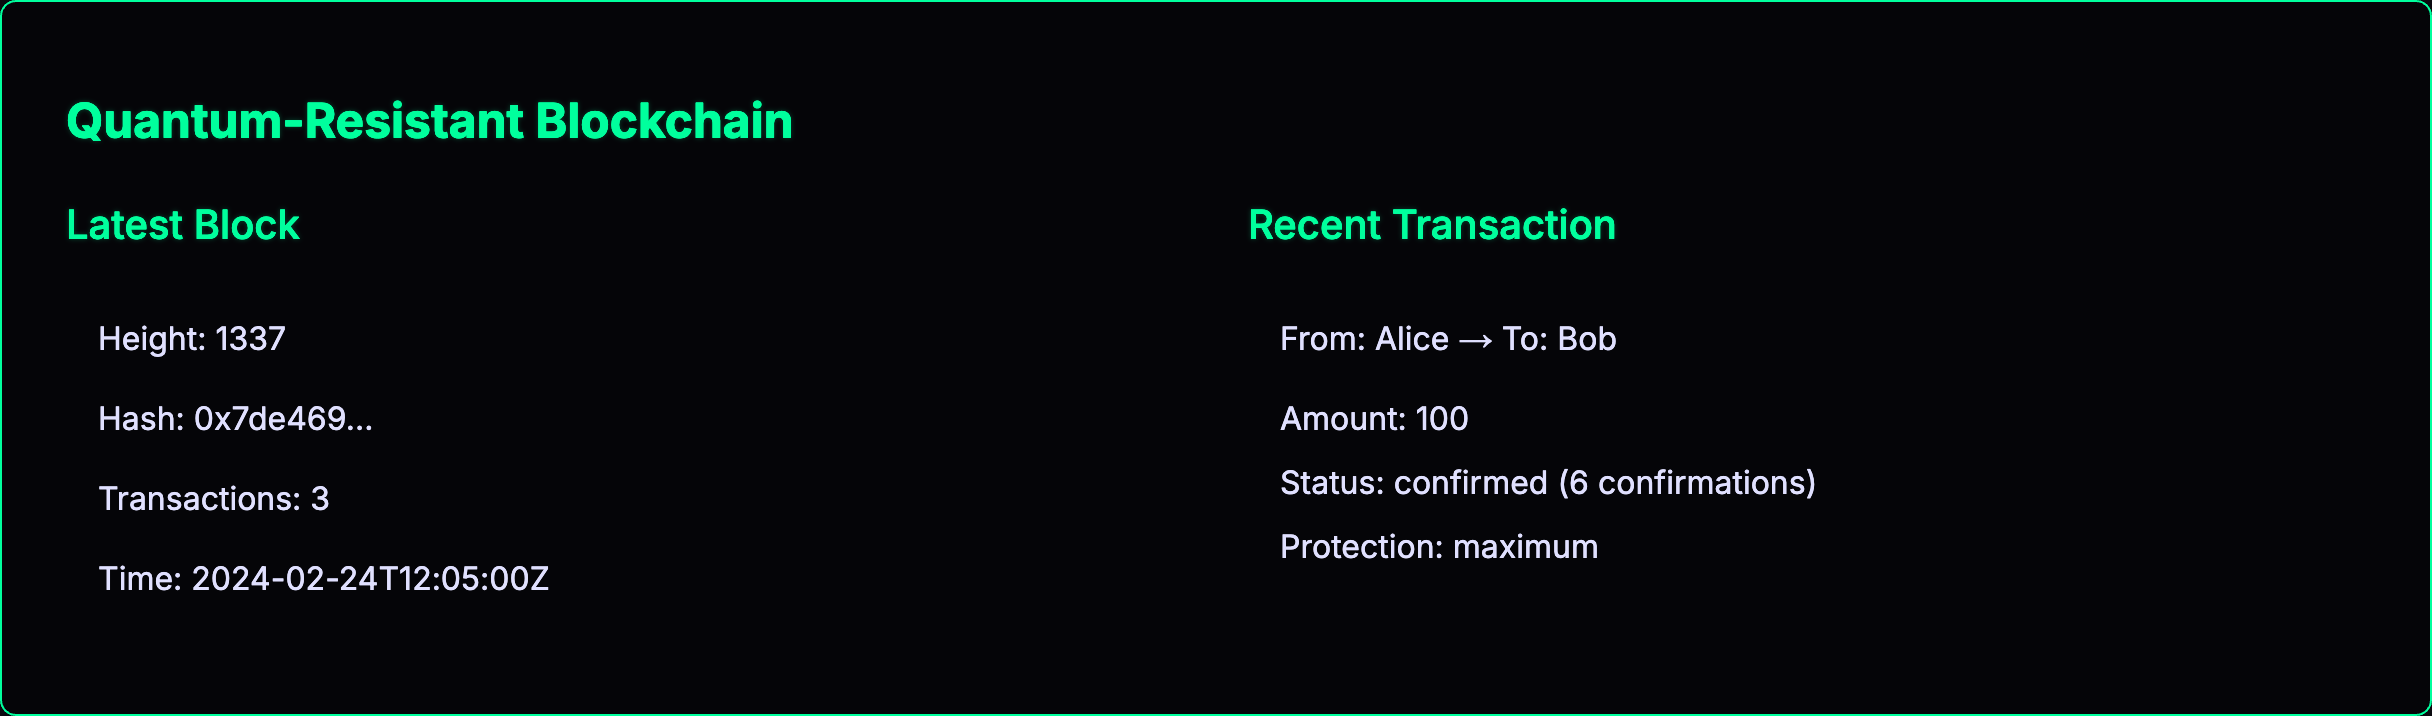 Quantum-Resistant Blockchain
Latest Block
Height: 1337
Hash: 0x7de469...
Transactions: 3
Time: 2024-02-24T12:05:00Z
Recent Transaction
From: Alice → To: Bob
Amount: 100
Status: confirmed (6 confirmations)
Protection: maximum